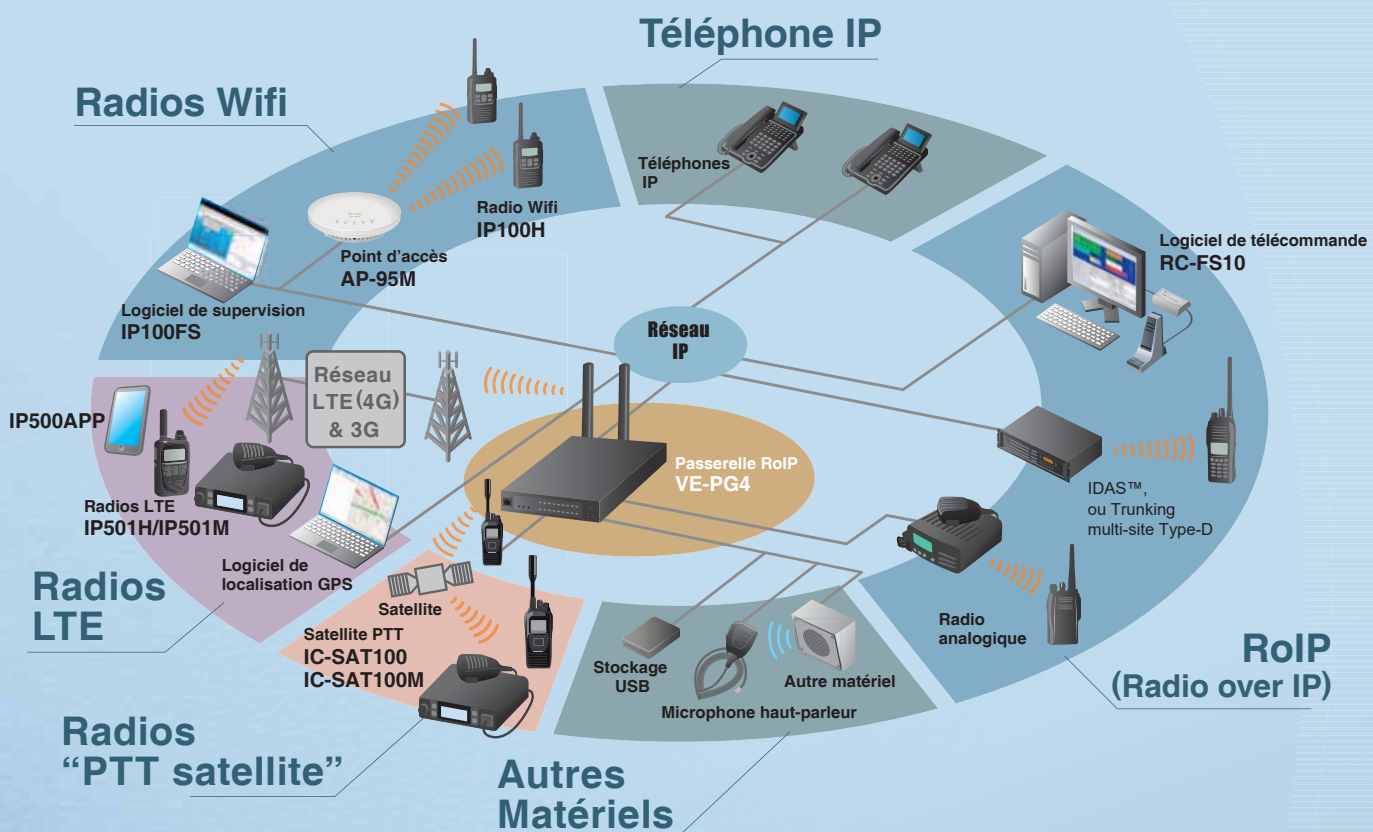 Téléphone IP
Radios Wifi
Téléphones
IP
Radio Wifi
IP100H
Point d'accès
AP-95M
Logiciel de supervision
IP100FS
Logiciel de télécommande
RC-FS10
Réseau
IP
Réseau
LTE (4G)
& 3G
IP500APP
Radios LTE
IP501H/IP501M
Logiciel de
localisation GPS
Radios
LTE
Passerelle RoIP
VE-PG4
IDAS™,
ou Trunking
multi-site Type-D
Radio
analogique
RoIP
(Radio over IP)
Satellite
Satellite PTT
IC-SAT100
IC-SAT100M
Radios
“PTT satellite”
Stockage
USB
Microphone haut-parleur
Autre matériel
Autres
Matériels